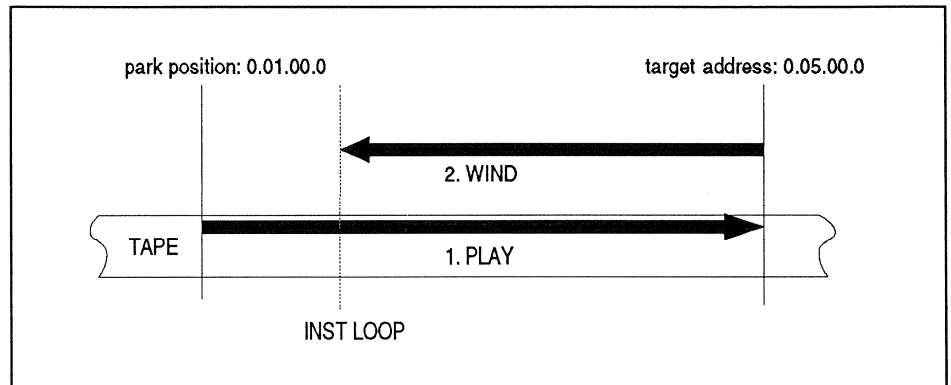 park position: 0.01.00.0
target address: 0.05.00.0
2. WIND
TAPE
1. PLAY
INST LOOP